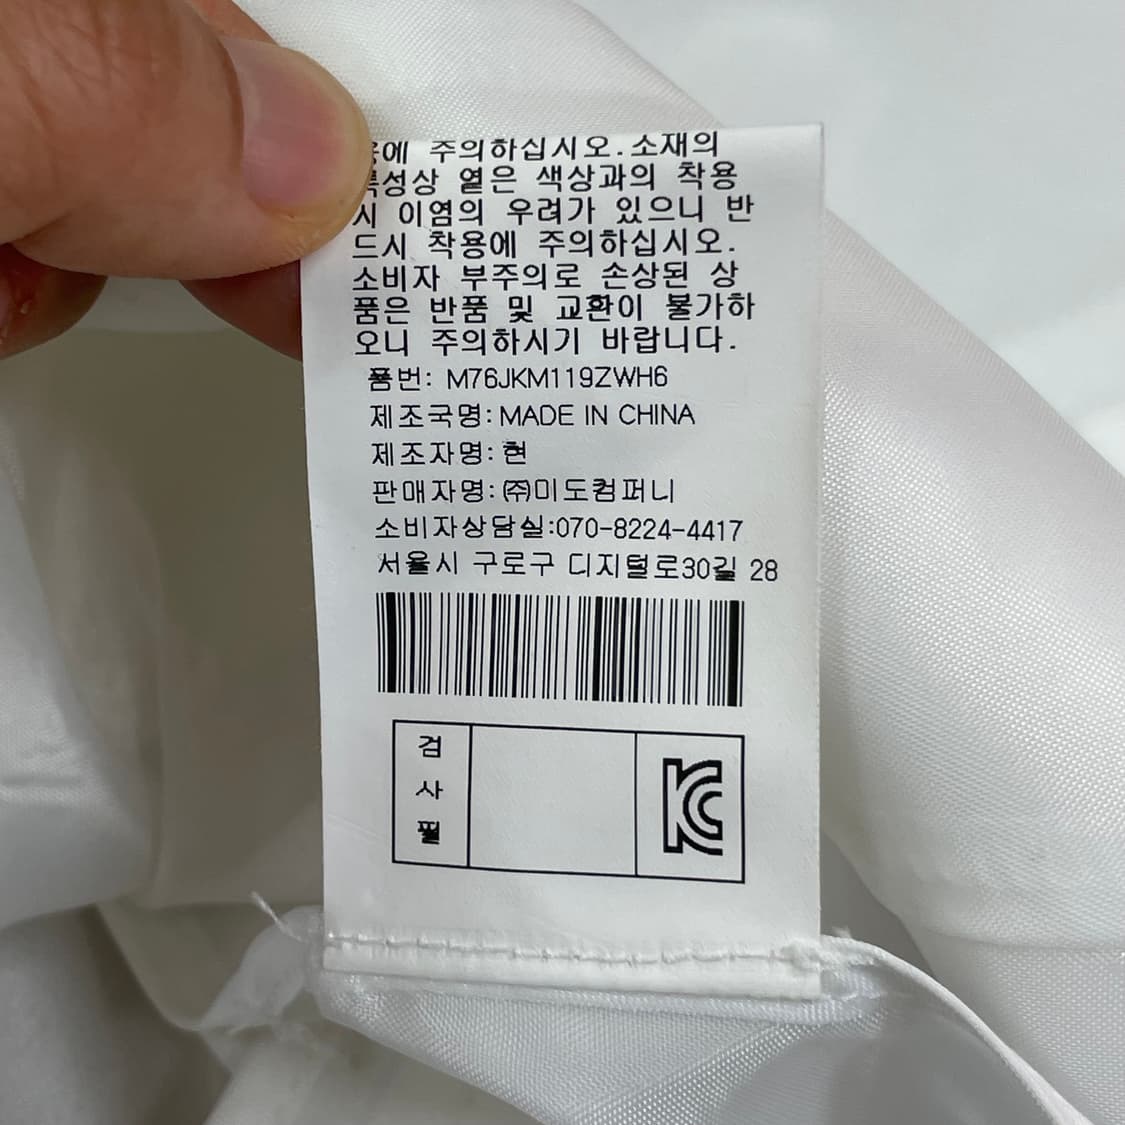 에 주의하십시오.소재의
특성상 옅은 색상과의 착용
시 이염의 우려가 있으니 반
드시 착용에 주의하십시오.
소비자 부주의로 손상된 상
품은 반품 및 교환이 불가하
오니 주의하시기 바랍니다.
품번: M76JKM119ZWH6
제조국명:MADE IN CHINA
제조자명:현
판매자명:㈜미도컴퍼니
소비자상담실:070-8224-4417
서울시 구로구 디지털로30길 28
검
사
필
KC